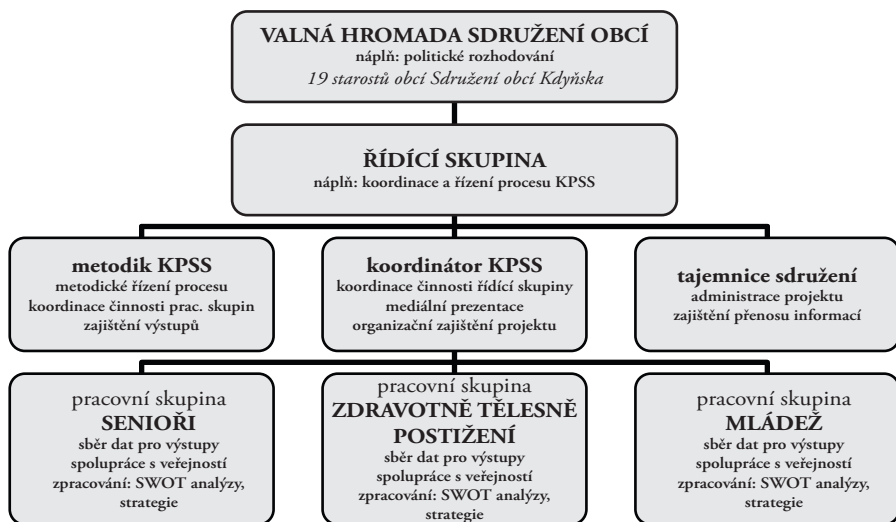 VALNÁ HROMADA SDRUŽENÍ OBCÍ
náplň: politické rozhodování
19 starostů obcí Sdružení obcí Kdyňska
ŘÍDÍCÍ SKUPINA
náplň: koordinace a řízení procesu KPSS
metodik KPSS
metodické řízení procesu
koordinace činnosti prac. skupin
zajištění výstupů
koordinátor KPSS
koordinace činnosti řídící skupiny
mediální prezentace
organizační zajištění projektu
tajemnice sdružení
administrace projektu
zajištění přenosu informací
pracovní skupina
SENIOŘI
sběr dat pro výstupy
spolupráce s veřejností
zpracování: SWOT analýzy,
strategie
pracovní skupina
ZDRAVOTNĚ TĚLESNĚ
POSTIŽENÍ
sběr dat pro výstupy
spolupráce s veřejností
zpracování: SWOT analýzy,
strategie
pracovní skupina
MLÁDEŽ
sběr dat pro výstupy
spolupráce s veřejností
zpracování: SWOT analýzy,
strategie